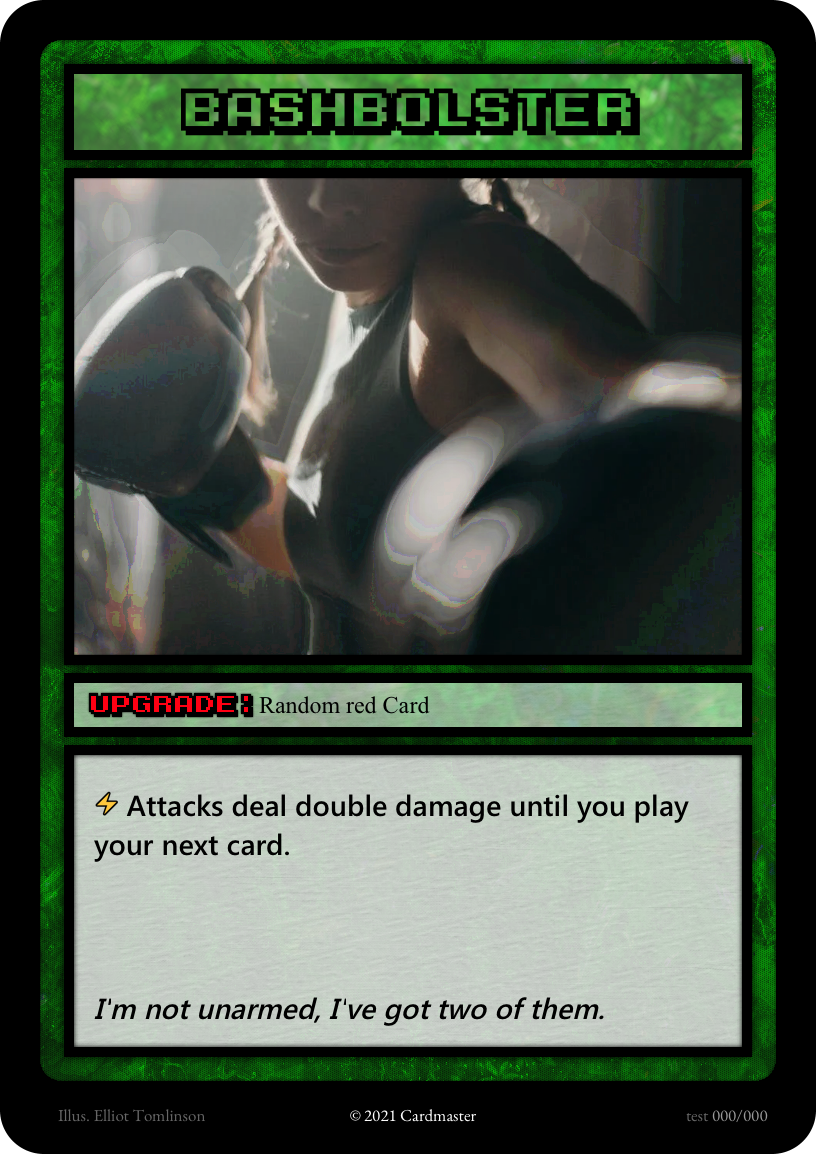 BASHBOLSTER
UPGRADE: Random red Card
⚡ Attacks deal double damage until you play
your next card.
I'm not unarmed, I've got two of them.
Illus. Elliot Tomlinson © 2021 Cardmaster test 000/000